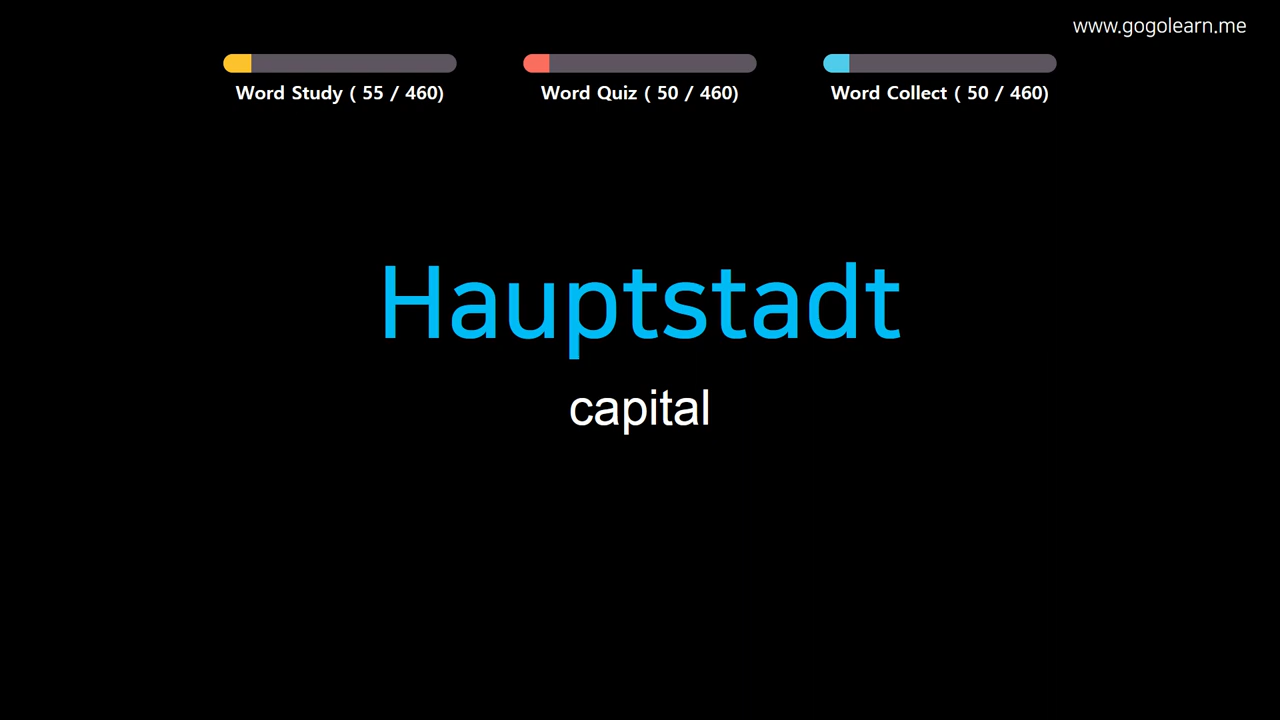 www.gogolearn.me
Word Study ( 55 / 460)
Word Quiz ( 50 / 460)
Word Collect ( 50 / 460)
Hauptstadt
capital